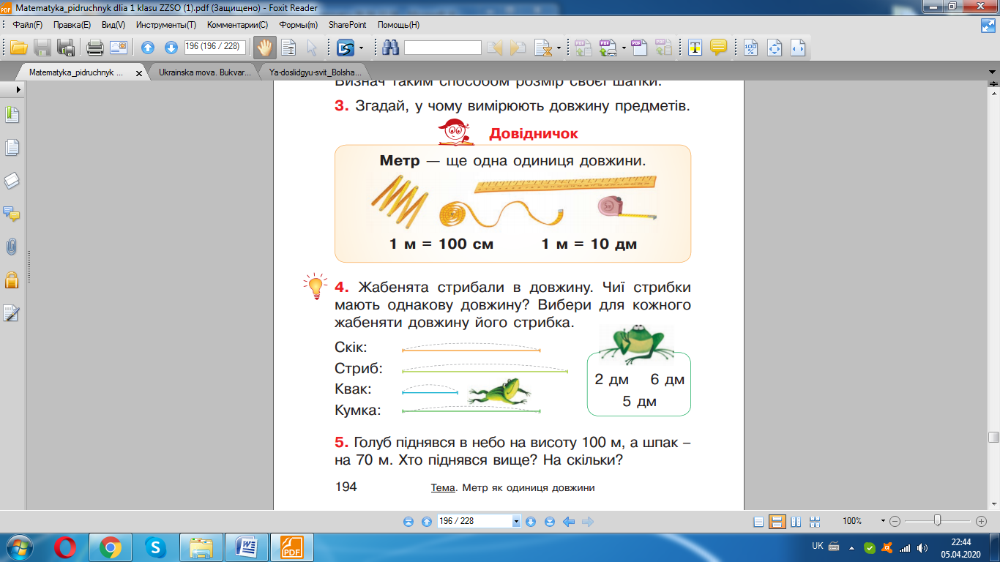 Matematyka_pidruchnyk dlia 1 klasu ZZSO (1).pdf (Защищено) - Foxit Reader
Файл(F) Правка(E) Вид(V) Инструменты(T) Комментарии(C) Формы(m) SharePoint Помощь(H)
196 (196 / 228)
Matematyka_pidruchnyk ... Ukrainska mova. Bukvar... Ya-doslidgyu-svit_Bolsha...
Визнач таким способом розмір своєї шапки.
3. Згадай, у чому вимірюють довжину предметів.
Довідничок
Метр — ще одна одиниця довжини.
5m
1 м = 100 см 1 м = 10 дм
4. Жабенята стрибали в довжину. Чиї стрибки
мають однакову довжину? Вибери для кожного
жабеняти довжину його стрибка.
Скік:
Стриб:
Квак:
Кумка:
2 дм 6 дм
5 дм
5. Голуб піднявся в небо на висоту 100 м, а шпак –
на 70 м. Хто піднявся вище? На скільки?
194 Тема. Метр як одиниця довжини
196 / 228 100%
UK 22:44
05.04.2020